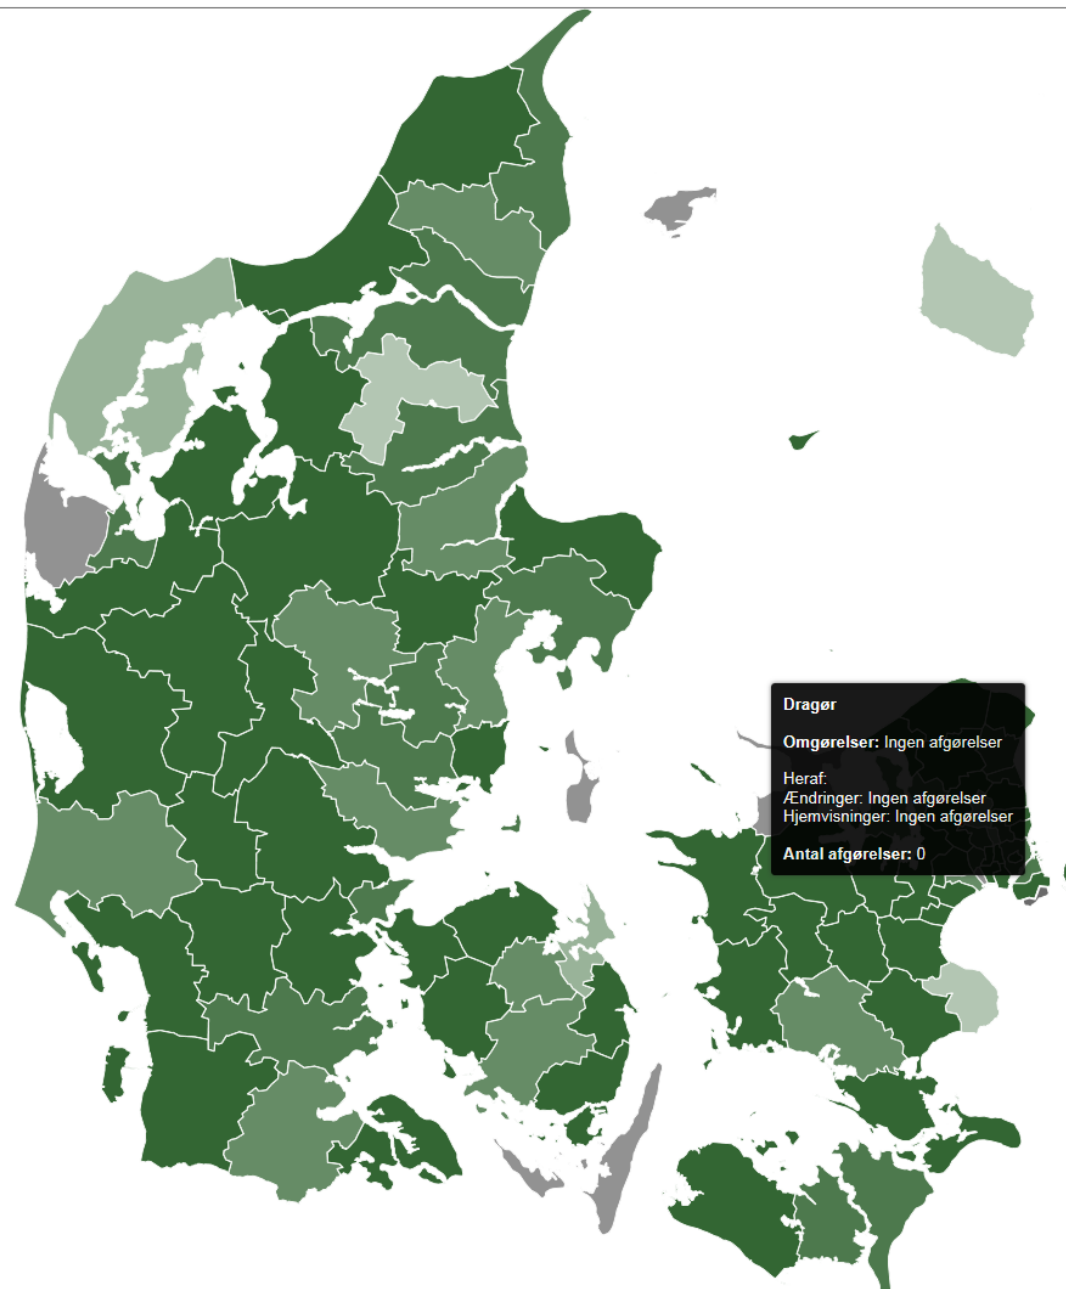 Dragør
Omgørelser: Ingen afgørelser
Heraf:
Ændringer: Ingen afgørelser
Hjemvisninger: Ingen afgørelser
Antal afgørelser: 0